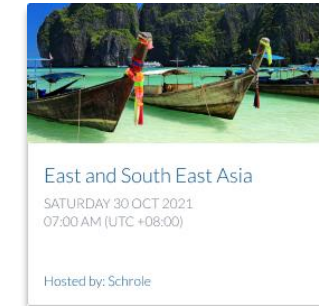 East and South East Asia
SATURDAY 30 OCT 2021
07:00 AM (UTC +08:00)
Hosted by: Schrole